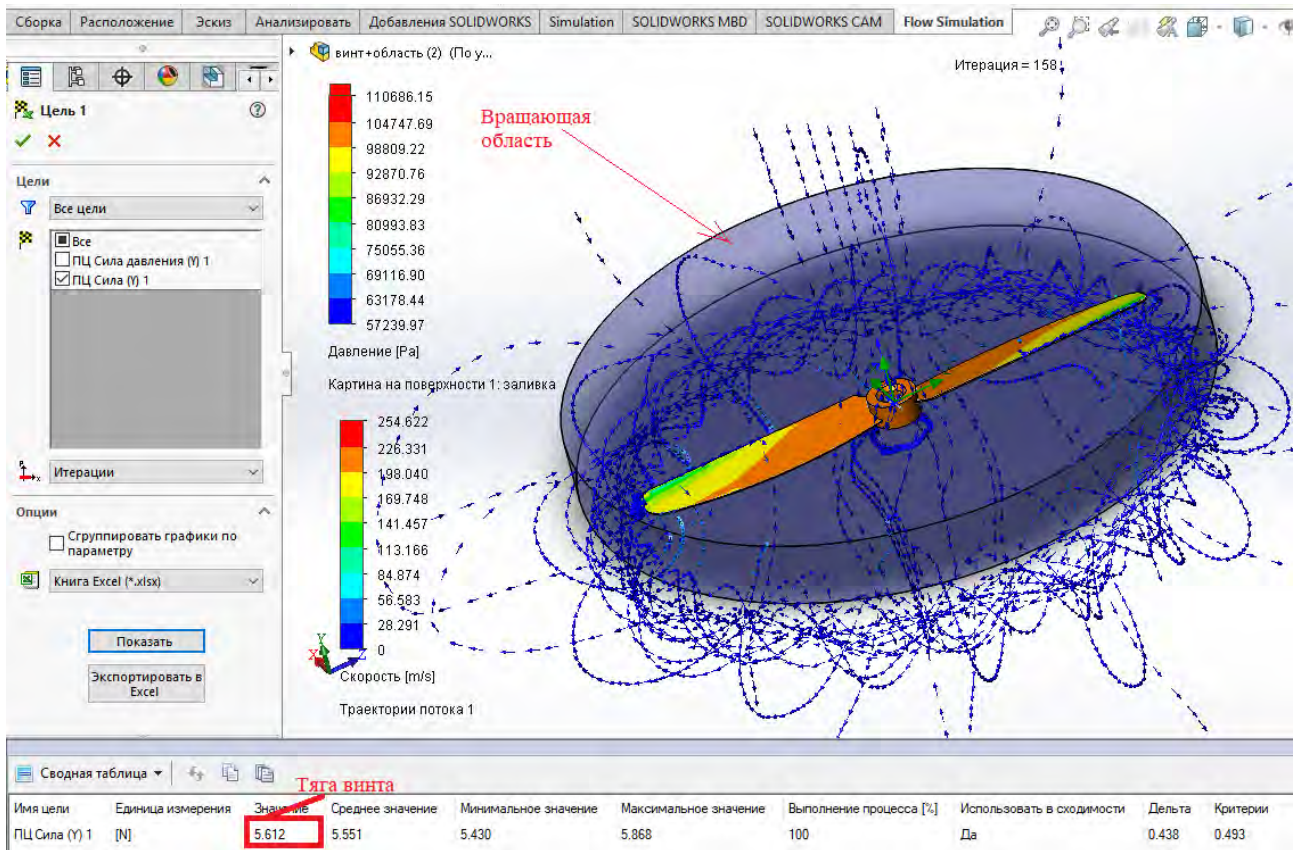 Сборка Расположение Эскиз Анализировать Добавления SOLIDWORKS Simulation SOLIDWORKS MBD SOLIDWORKS CAM Flow Simulation
винт+область (2) (По у...
Итерация = 158
Цель 1
Цели
Все цели
Все
ПЦ Сила давления (Y) 1
ПЦ Сила (Y) 1
Итерации
Опции
Сгруппировать графики по
параметру
Книга Excel (*.xlsx)
Показать
Экспортировать в
Excel
110686.15
104747.69
98809.22
92870.76
86932.29
80993.83
75055.36
69116.90
63178.44
57239.97
Давление [Pa]
Картина на поверхности 1: заливка
254.622
226.331
198.040
169.748
141.457
113.166
84.874
56.583
28.291
0
Скорость [m/s]
Траектории потока 1
Вращающая
область
Y
X
Z
Сводная таблица
Тяга винта
Имя цели Единица измерения Значение Среднее значение Минимальное значение Максимальное значение Выполнение процесса [%] Использовать в сходимости Дельта Критерии
ПЦ Сила (Y) 1 [N] 5.612 5.551 5.430 5.868 100 Да 0.438 0.493